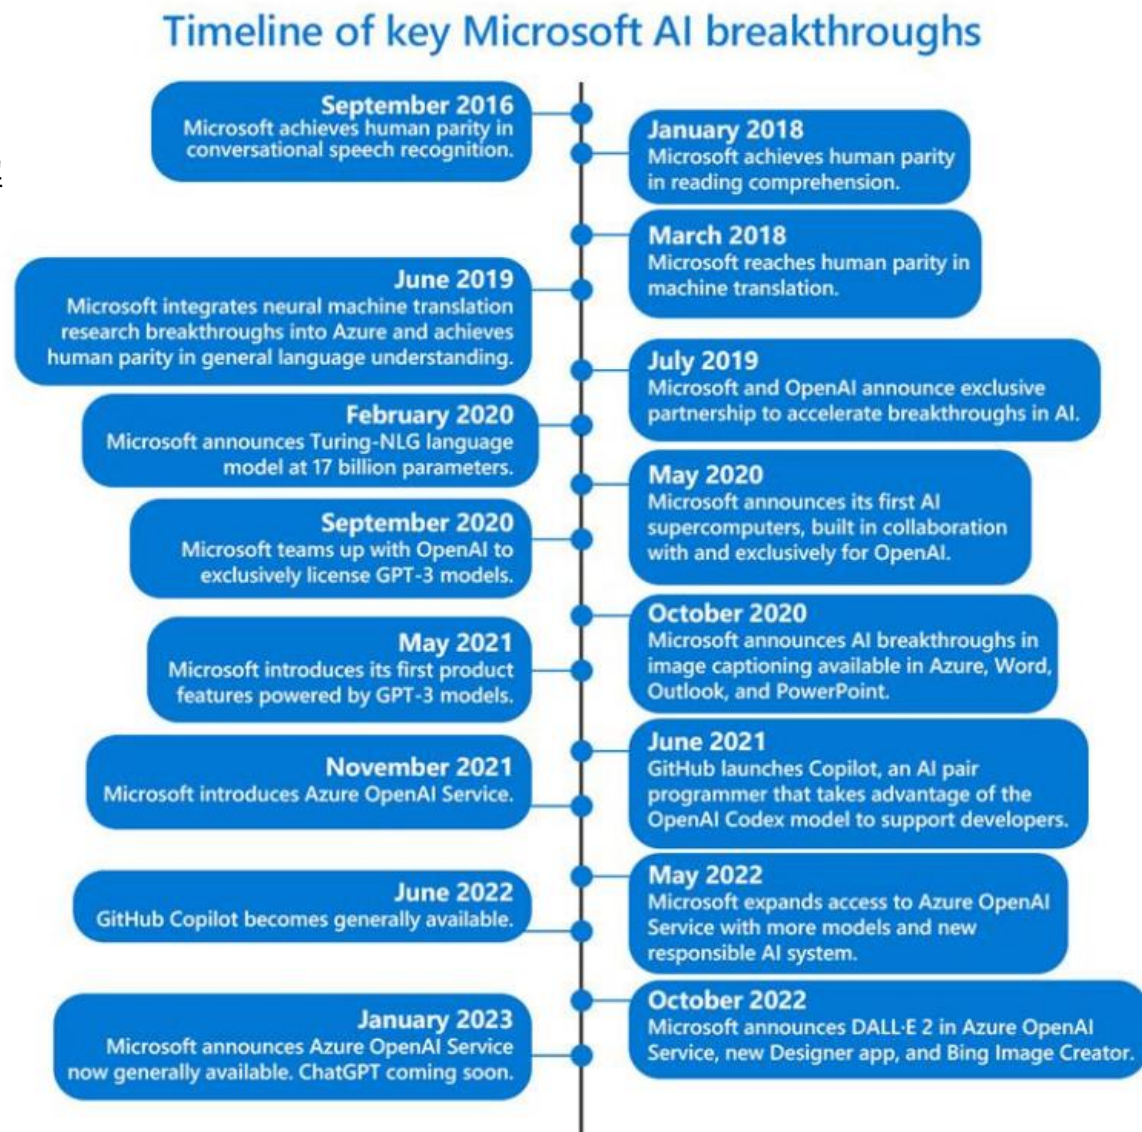 Timeline of key Microsoft AI breakthroughs
September 2016
Microsoft achieves human parity in
conversational speech recognition.
January 2018
Microsoft achieves human parity
in reading comprehension.
March 2018
Microsoft reaches human parity in
machine translation.
June 2019
Microsoft integrates neural machine translation
research breakthroughs into Azure and achieves
human parity in general language understanding.
July 2019
Microsoft and OpenAI announce exclusive
partnership to accelerate breakthroughs in AI.
February 2020
Microsoft announces Turing-NLG language
model at 17 billion parameters.
May 2020
Microsoft announces its first AI
supercomputers, built in collaboration
with and exclusively for OpenAI.
September 2020
Microsoft teams up with OpenAI to
exclusively license GPT-3 models.
October 2020
Microsoft announces AI breakthroughs in
image captioning available in Azure, Word,
Outlook, and PowerPoint.
May 2021
Microsoft introduces its first product
features powered by GPT-3 models.
June 2021
GitHub launches Copilot, an AI pair
programmer that takes advantage of the
OpenAI Codex model to support developers.
November 2021
Microsoft introduces Azure OpenAI Service.
May 2022
Microsoft expands access to Azure OpenAI
Service with more models and new
responsible AI system.
June 2022
GitHub Copilot becomes generally available.
October 2022
Microsoft announces DALL·E 2 in Azure OpenAI
Service, new Designer app, and Bing Image Creator.
January 2023
Microsoft announces Azure OpenAI Service
now generally available. ChatGPT coming soon.